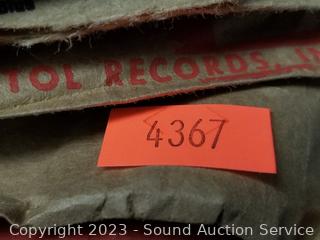 TOL RECORDS, IN
4367
Copyright 2023 - Sound Auction Service